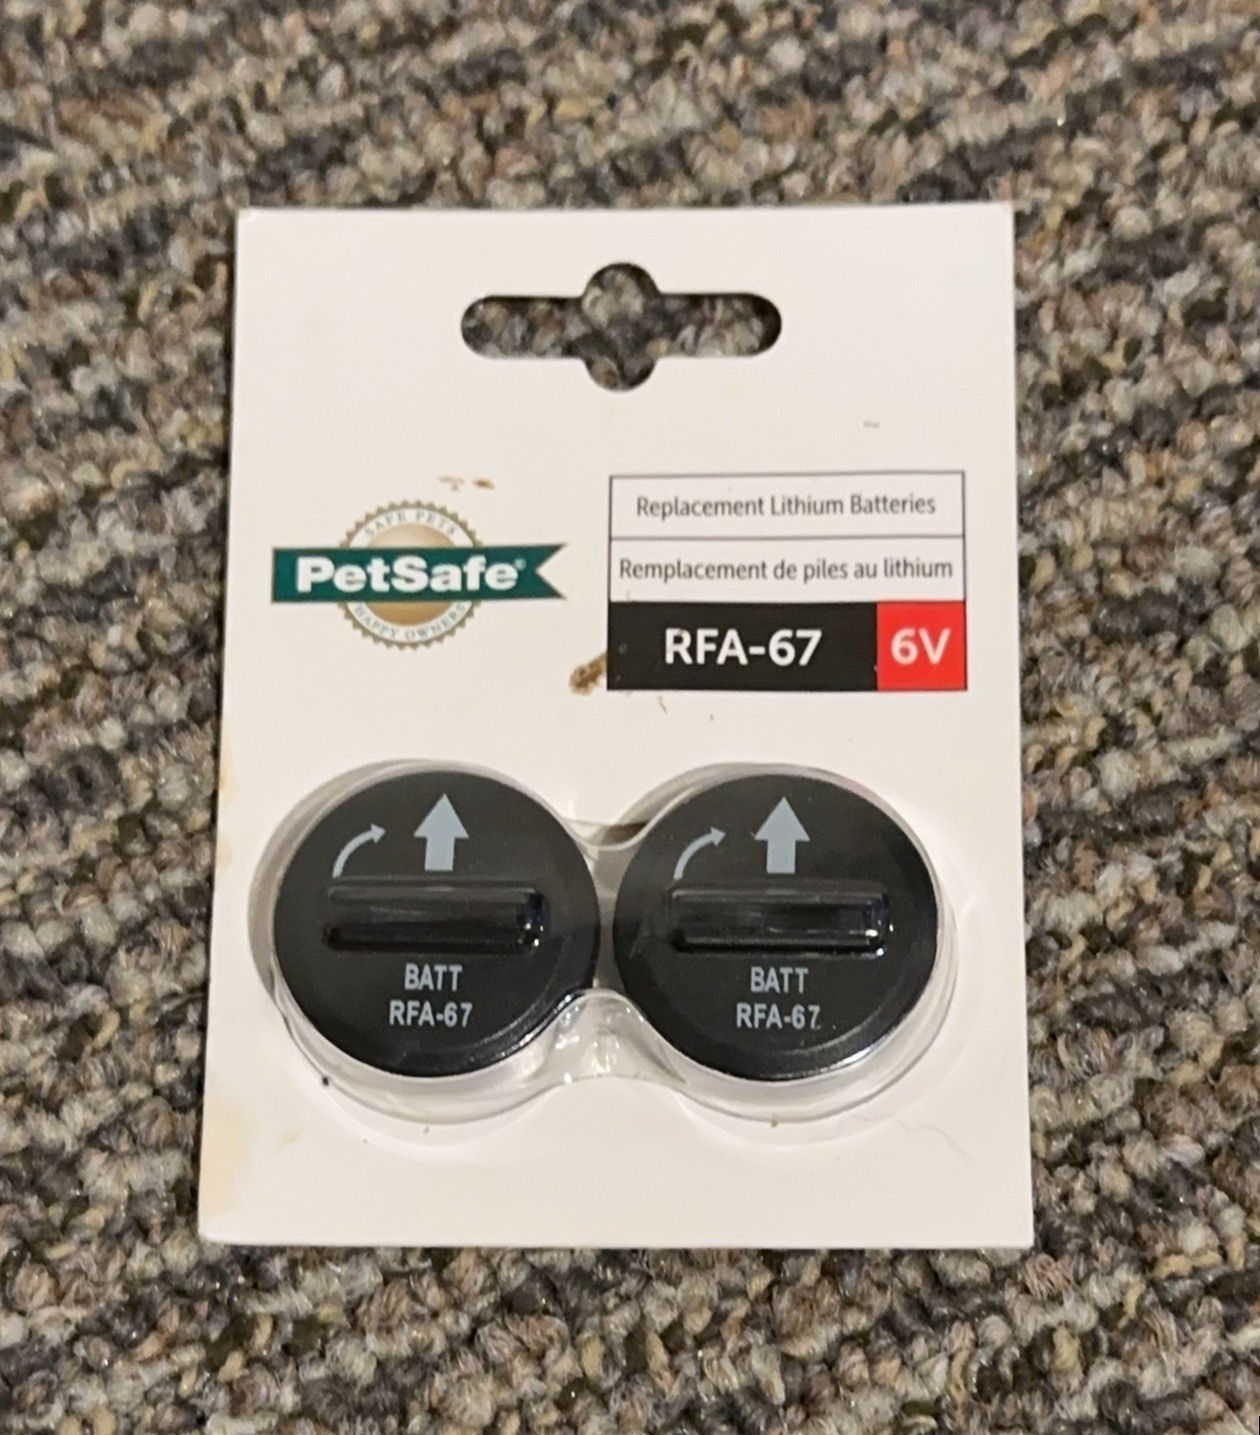 SAFE PETS
PetSafe®
HAPPY OWNERS
Replacement Lithium Batteries
Remplacement de piles au lithium
RFA-67 6V
BATT
RFA-67
BATT
RFA-67